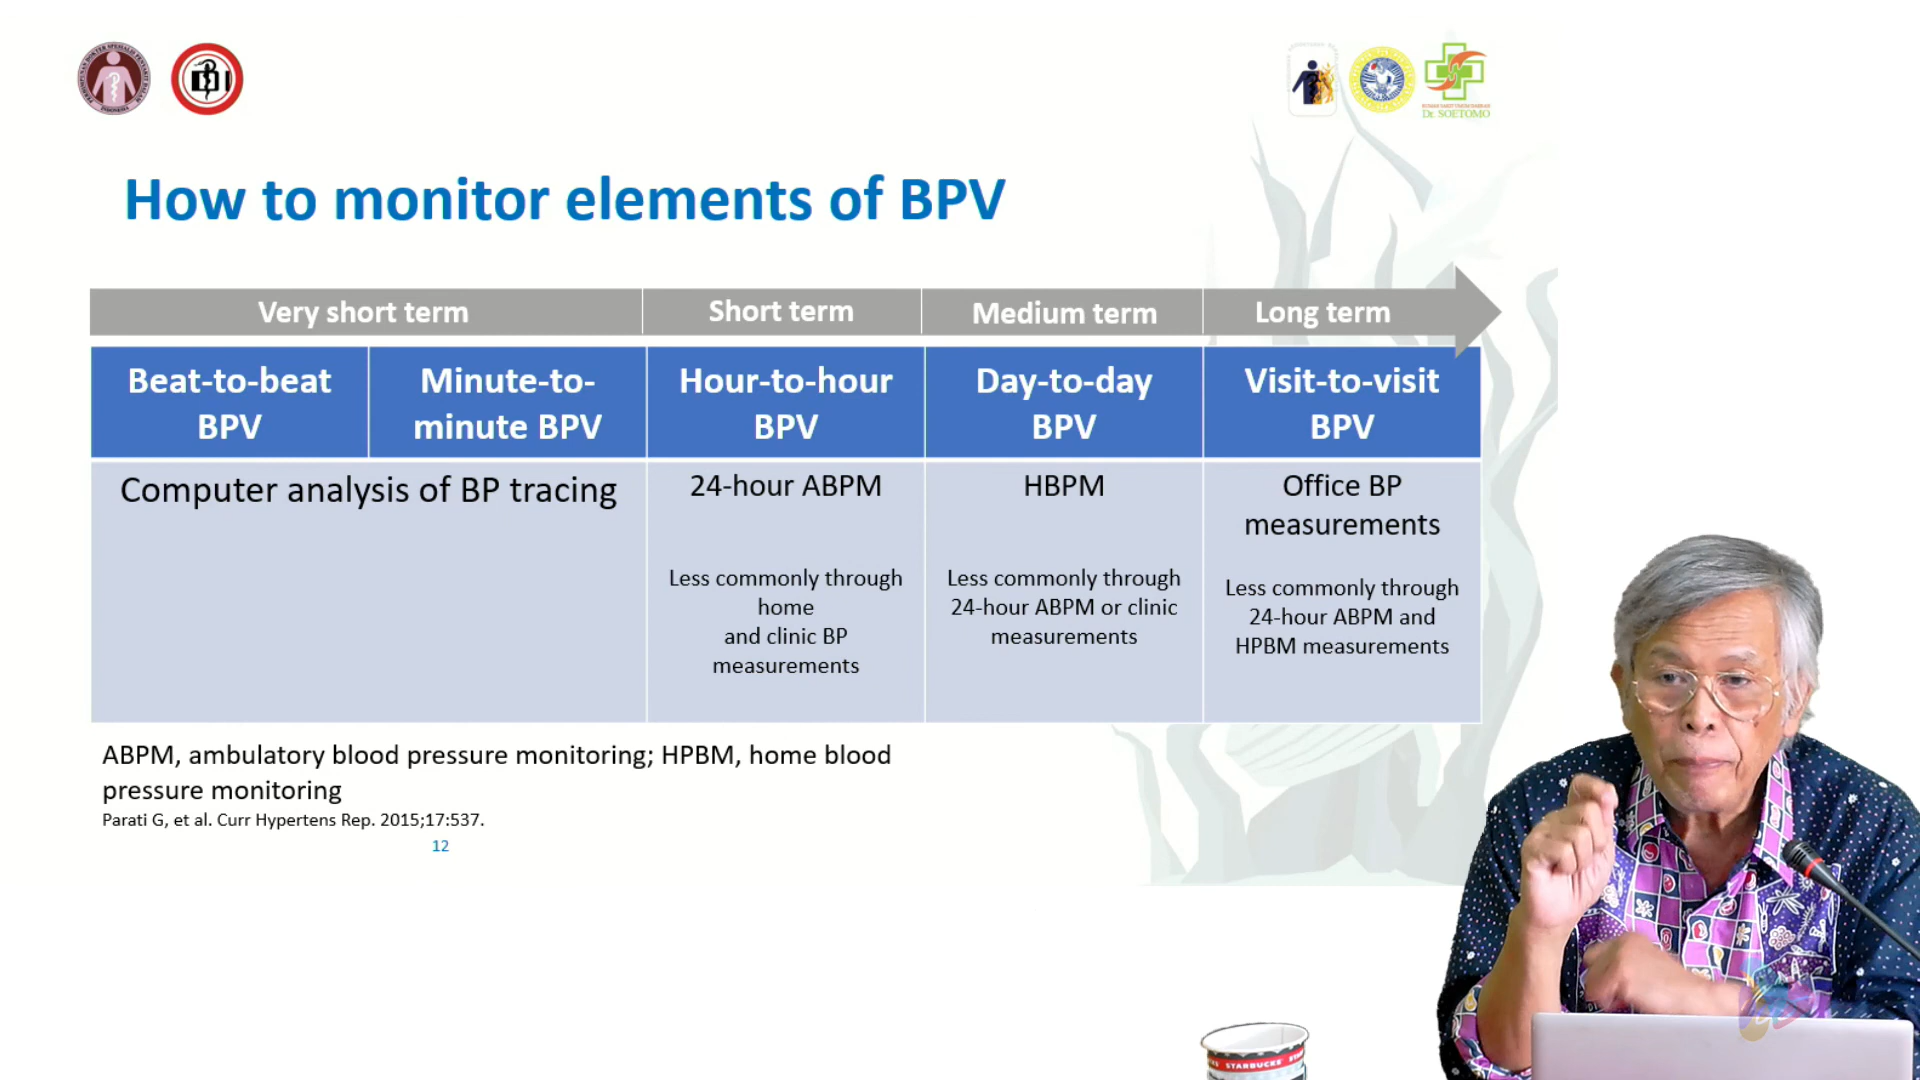 Dr. SOETOMO
How to monitor elements of BPV
Very short term
Short term
Medium term
Long term
Beat-to-beat
BPV
Minute-to-
minute BPV
Hour-to-hour
BPV
Day-to-day
BPV
Visit-to-visit
BPV
Computer analysis of BP tracing
24-hour ABPM
Less commonly through
home
and clinic BP
measurements
HBPM
Less commonly through
24-hour ABPM or clinic
measurements
Office BP
measurements
Less commonly through
24-hour ABPM and
HPBM measurements
ABPM, ambulatory blood pressure monitoring; HPBM, home blood
pressure monitoring
Parati G, et al. Curr Hypertens Rep. 2015;17:537.
12
STARBUCKS